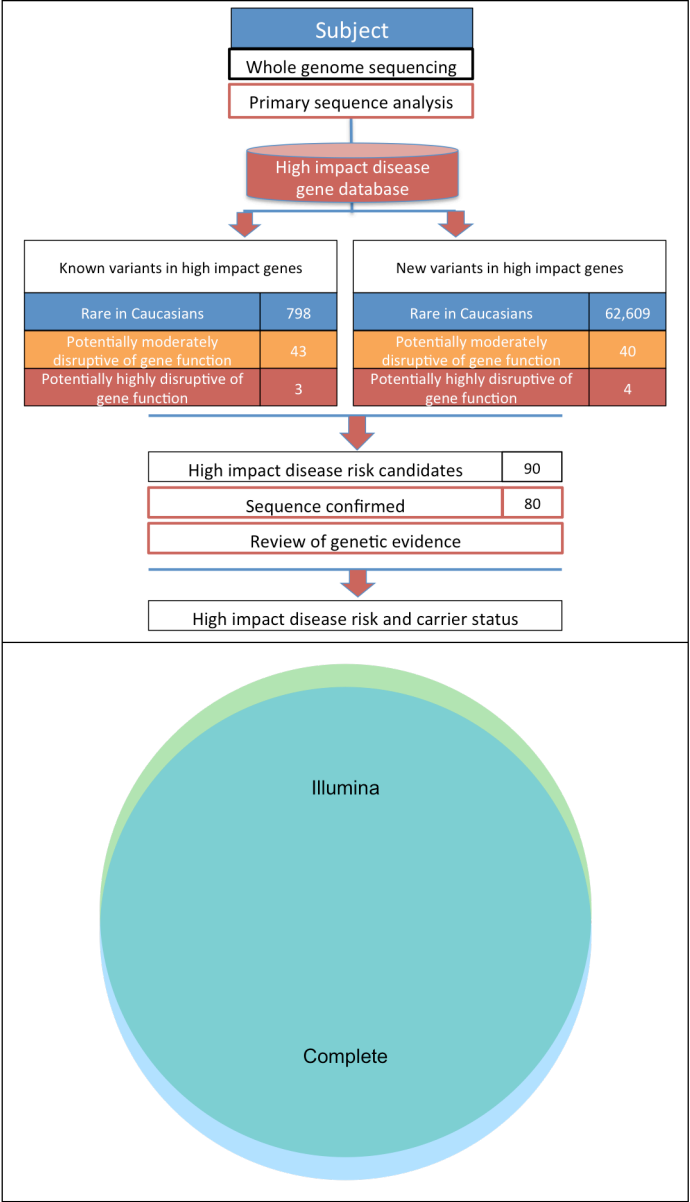 Subject
Whole genome sequencing
Primary sequence analysis
High impact disease
gene database
Known variants in high impact genes
Rare in Caucasians 798
Potentially moderately
disruptive of gene function 43
Potentially highly disruptive of
gene function 3
New variants in high impact genes
Rare in Caucasians 62,609
Potentially moderately
disruptive of gene function 40
Potentially highly disruptive of
gene function 4
High impact disease risk candidates 90
Sequence confirmed 80
Review of genetic evidence
High impact disease risk and carrier status
Illumina
Complete